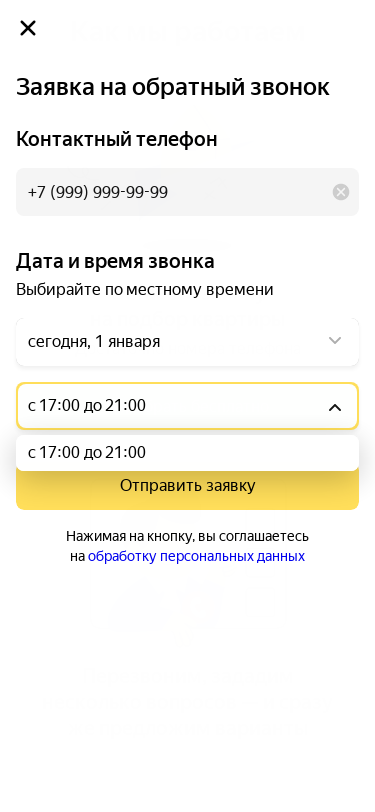 Заявка на обратный звонок
Контактный телефон
+7 (999) 999-99-99
Дата и время звонка
Выбирайте по местному времени
сегодня, 1 января
с 17:00 до 21:00
с 17:00 до 21:00
Отправить заявку
Нажимая на кнопку, вы соглашаетесь
на обработку персональных данных